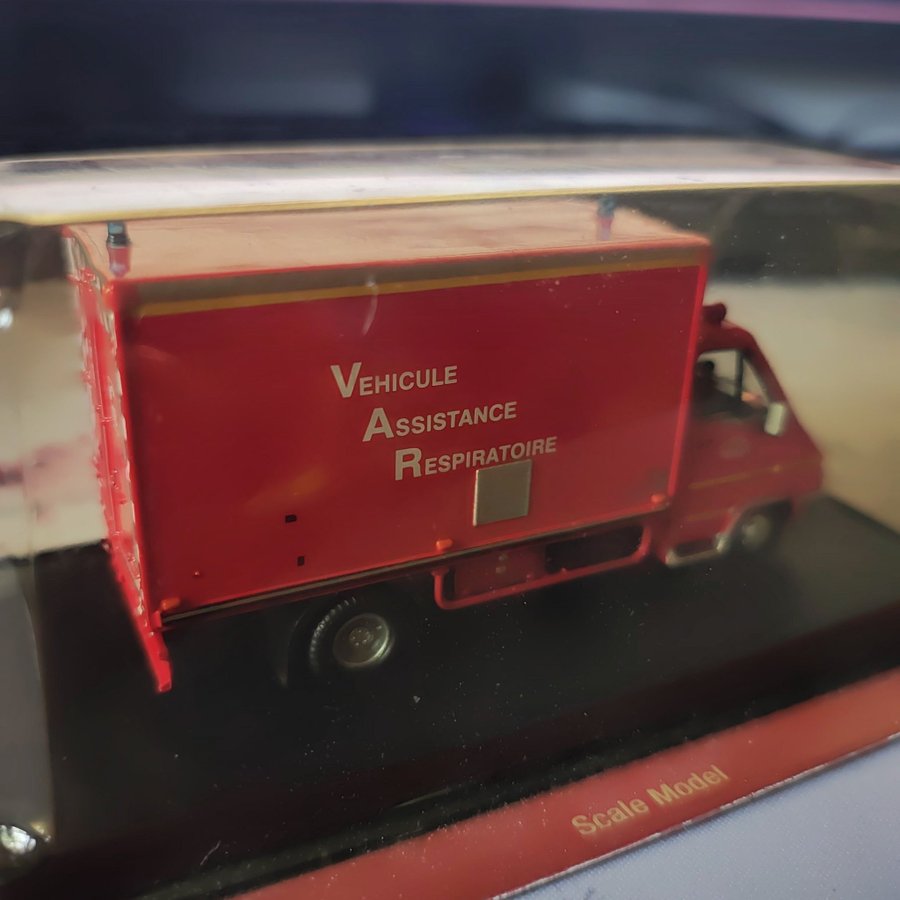 VEHICULE
ASSISTANCE
RESPIRATOIRE
Scale Model